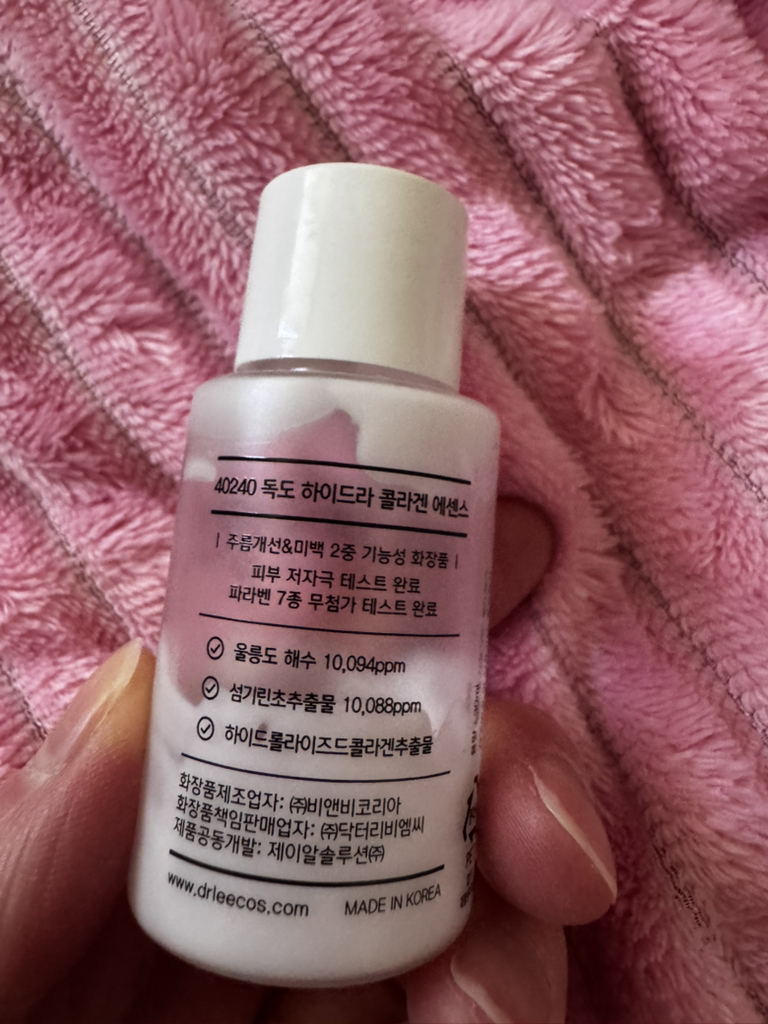 40240 독도 하이드라 콜라겐 에센스
| 주름개선&미백 2중 기능성 화장품 |
피부 저자극 테스트 완료
파라벤 7종 무첨가 테스트 완료
울릉도 해수 10,094ppm
섬기린초추출물 10,088ppm
하이드롤라이즈드콜라겐추출물
화장품제조업자: ㈜비앤비코리아
화장품책임판매업자: ㈜닥터리비엠씨
제품공동개발: 제이알솔루션㈜
www.drleecos.com MADE IN KOREA